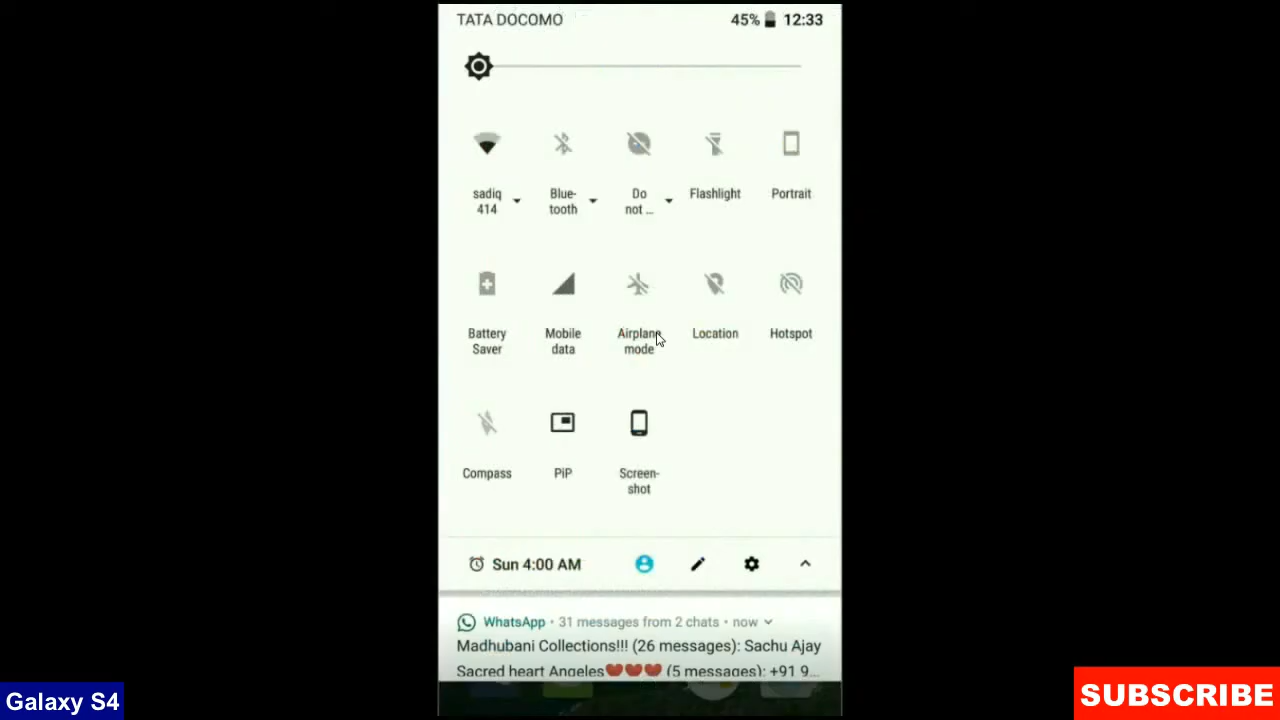 TATA DOCOMO 45% 12:33
sadiq 414
Blue-tooth
Do not ...
Flashlight
Portrait
Battery Saver
Mobile data
Airplane mode
Location
Hotspot
Compass
PiP
Screen-shot
Sun 4:00 AM
WhatsApp · 31 messages from 2 chats · now
Madhubani Collections!!! (26 messages): Sachu Ajay
Sacred heart Angeles❤❤❤ (5 messages): +91 9...
Galaxy S4
SUBSCRIBE